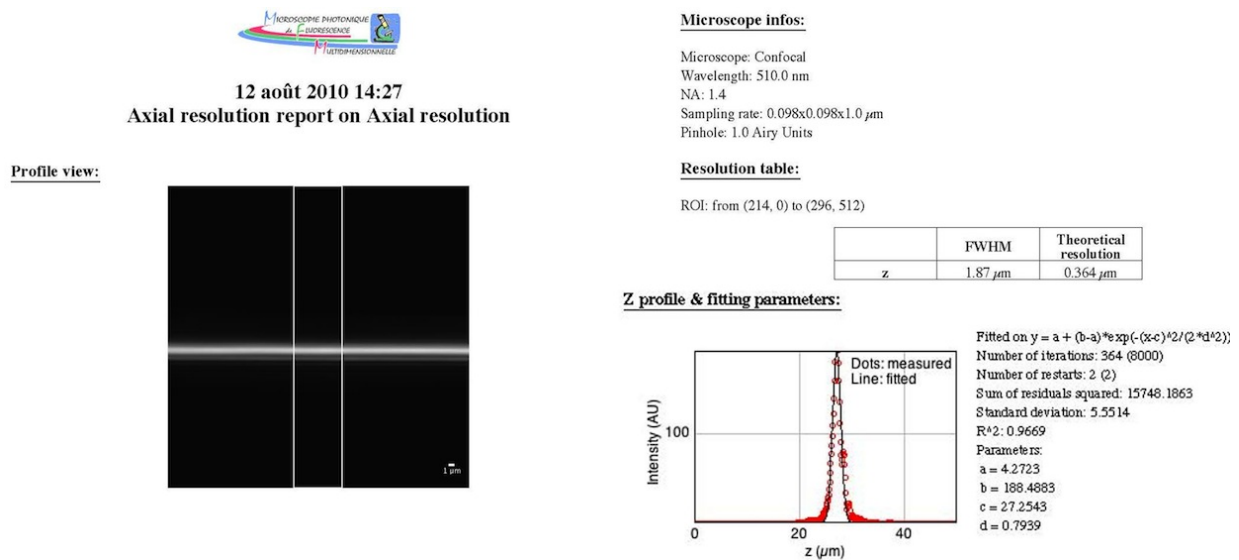 MICROSCOPIE PHOTONIQUE
de FLUORESCENCE
MULTIDIMENSIONNELLE
12 août 2010 14:27
Axial resolution report on Axial resolution
Profile view:
1 µm
Microscope infos:
Microscope: Confocal
Wavelength: 510.0 nm
NA: 1.4
Sampling rate: 0.098x0.098x1.0 µm
Pinhole: 1.0 Airy Units
Resolution table:
ROI: from (214, 0) to (296, 512)
FWHM
Theoretical
resolution
z 1.87 µm 0.364 µm
Z profile & fitting parameters:
Intensity (AU)
100
Dots: measured
Line: fitted
0 20 40
z (µm)
Fitted on y = a + (b-a)*exp(-(x-c)^2/(2*d^2))
Number of iterations: 364 (8000)
Number of restarts: 2 (2)
Sum of residuals squared: 15748.1863
Standard deviation: 5.5514
R^2: 0.9669
Parameters:
a = 4.2723
b = 188.4883
c = 27.2543
d = 0.7939